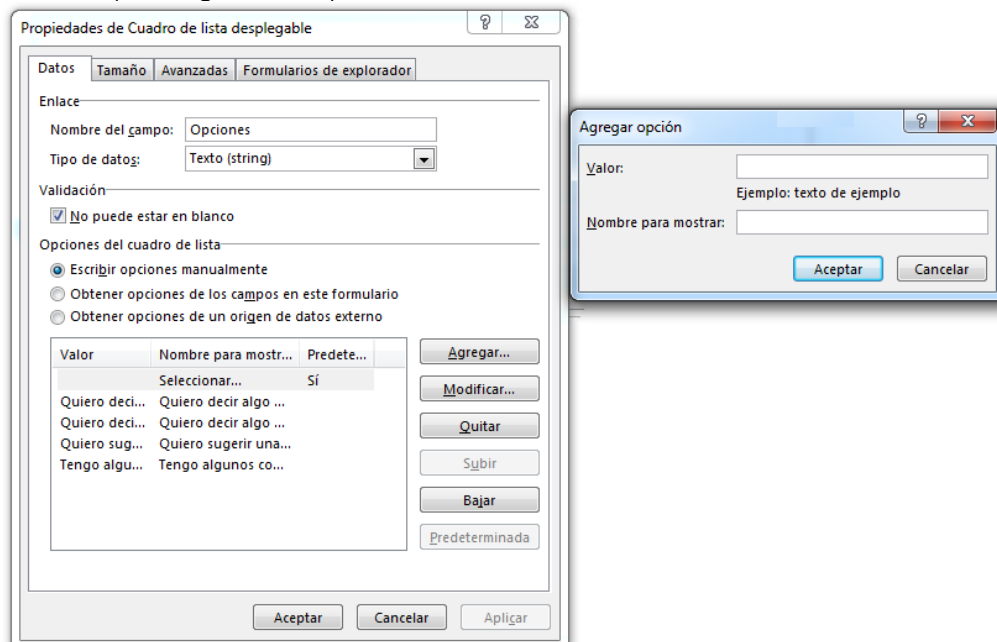 Propiedades de Cuadro de lista desplegable
Datos Tamaño Avanzadas Formularios de explorador
Enlace
Nombre del campo: Opciones
Tipo de datos: Texto (string)
Validación
No puede estar en blanco
Opciones del cuadro de lista
Escribir opciones manualmente
Obtener opciones de los campos en este formulario
Obtener opciones de un origen de datos externo
Valor Nombre para mostr... Predete...
Seleccionar... Sí
Quiero deci... Quiero decir algo ...
Quiero deci... Quiero decir algo ...
Quiero sug... Quiero sugerir una...
Tengo algu... Tengo algunos co...
Agregar...
Modificar...
Quitar
Subir
Bajar
Predeterminada
Aceptar Cancelar Aplicar
Agregar opción
Valor:
Ejemplo: texto de ejemplo
Nombre para mostrar:
Aceptar Cancelar